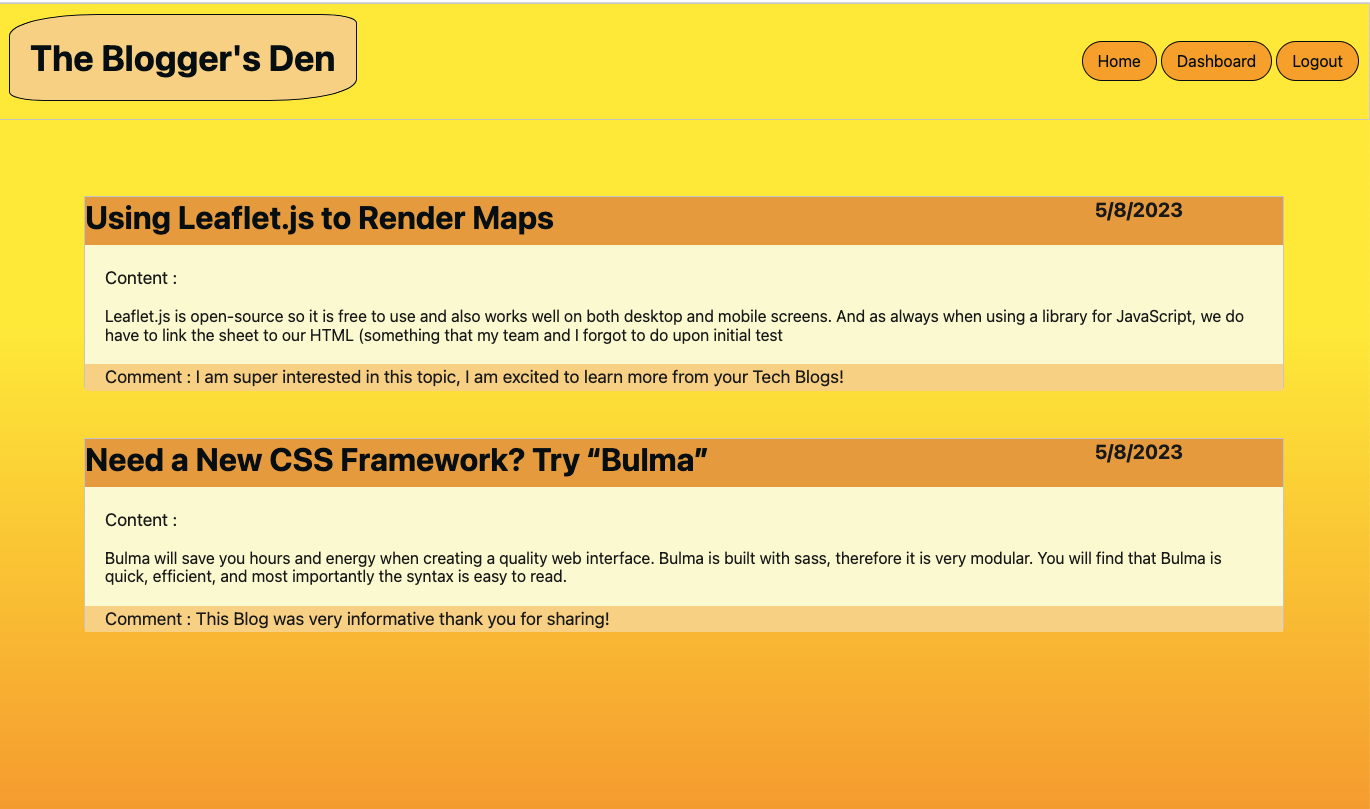 The Blogger's Den
Home Dashboard Logout
Using Leaflet.js to Render Maps 5/8/2023
Content :
Leaflet.js is open-source so it is free to use and also works well on both desktop and mobile screens. And as always when using a library for JavaScript, we do
have to link the sheet to our HTML (something that my team and I forgot to do upon initial test
Comment : I am super interested in this topic, I am excited to learn more from your Tech Blogs!
Need a New CSS Framework? Try “Bulma” 5/8/2023
Content :
Bulma will save you hours and energy when creating a quality web interface. Bulma is built with sass, therefore it is very modular. You will find that Bulma is
quick, efficient, and most importantly the syntax is easy to read.
Comment : This Blog was very informative thank you for sharing!